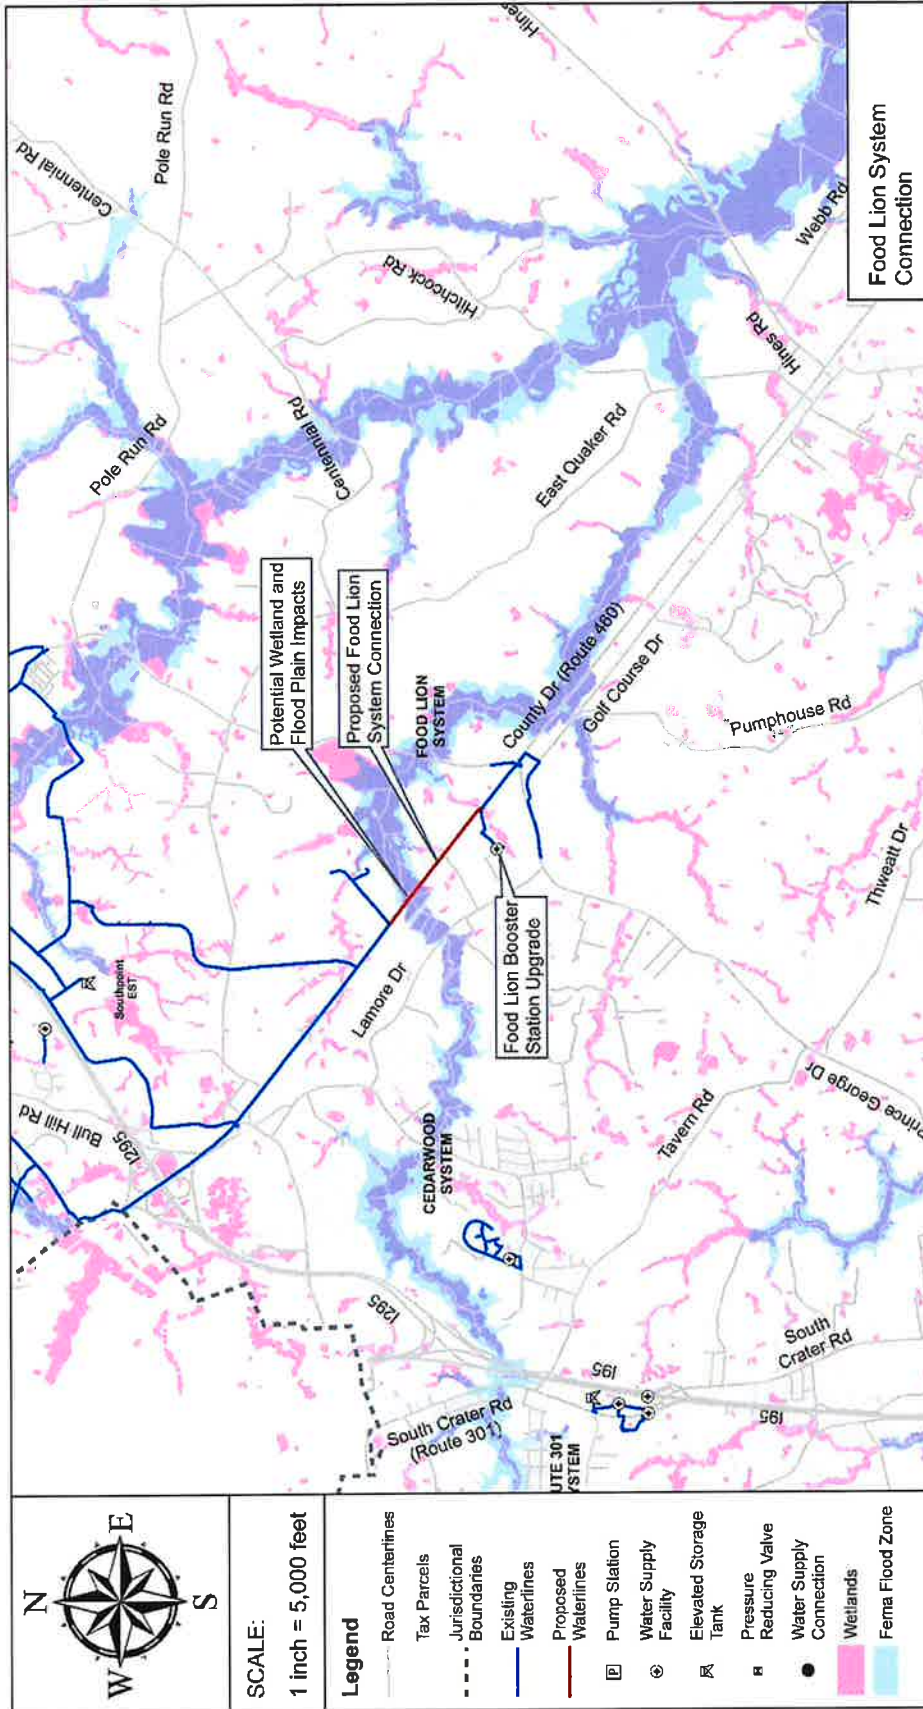 N
W
E
S
SCALE:
1 inch = 5,000 feet
Legend
Road Centerlines
Tax Parcels
Jurisdictional
Boundaries
Existing
Waterlines
Proposed
Waterlines
P
Pump Station
Water Supply
Facility
Elevated Storage
Tank
Pressure
Reducing Valve
Water Supply
Connection
Wetlands
Fema Flood Zone
Centennial Rd
Pole Run Rd
Hines
Pole Run Rd
Centennial Rd
Hitchcock Rd
Webb Rd
Hines Rd
East Quaker Rd
Potential Wetland and
Flood Plain Impacts
Proposed Food Lion
System Connection
FOOD LION
SYSTEM
County Dr (Route 460)
Golf Course Dr
Pumphouse Rd
Thweatt Dr
Southpoint
EST
Bull Hill Rd
I295
Lamore Dr
Food Lion Booster
Station Upgrade
CEDARWOOD
SYSTEM
Tavern Rd
Prince George Dr
I295
South Crater Rd
(Route 301)
I95
South
Crater Rd
I95
UTE 301
YSTEM
Food Lion System
Connection